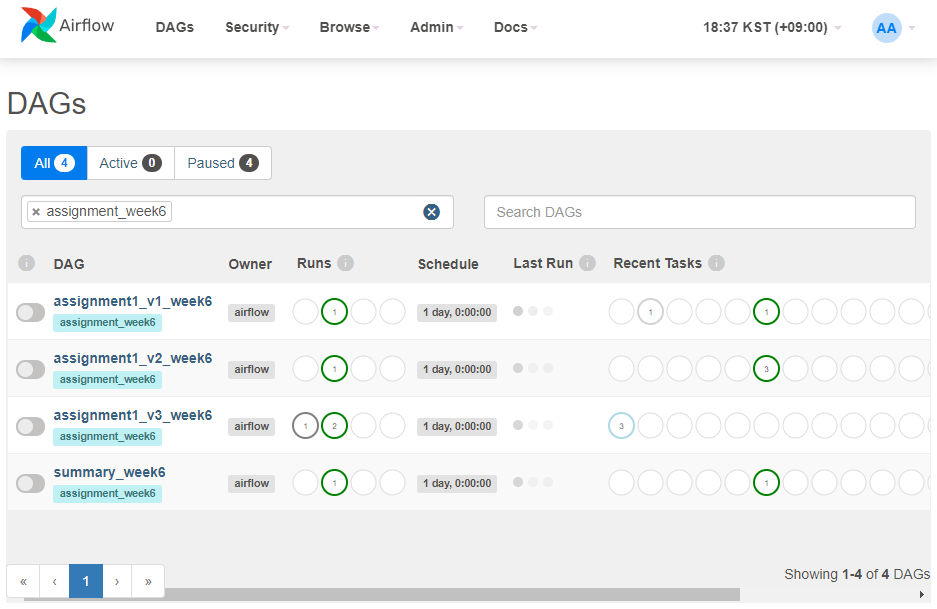 Airflow DAGs Security Browse Admin Docs 18:37 KST (+09:00) AA
DAGs
All 4 Active 0 Paused 4
× assignment_week6 Search DAGs
i DAG Owner Runs i Schedule Last Run i Recent Tasks i
assignment1_v1_week6 airflow 1 1 day, 0:00:00 1 1
assignment_week6
assignment1_v2_week6 airflow 1 1 day, 0:00:00 3
assignment_week6
assignment1_v3_week6 airflow 1 2 1 day, 0:00:00 3
assignment_week6
summary_week6 airflow 1 1 day, 0:00:00 1
assignment_week6
« ‹ 1 › » Showing 1-4 of 4 DAGs